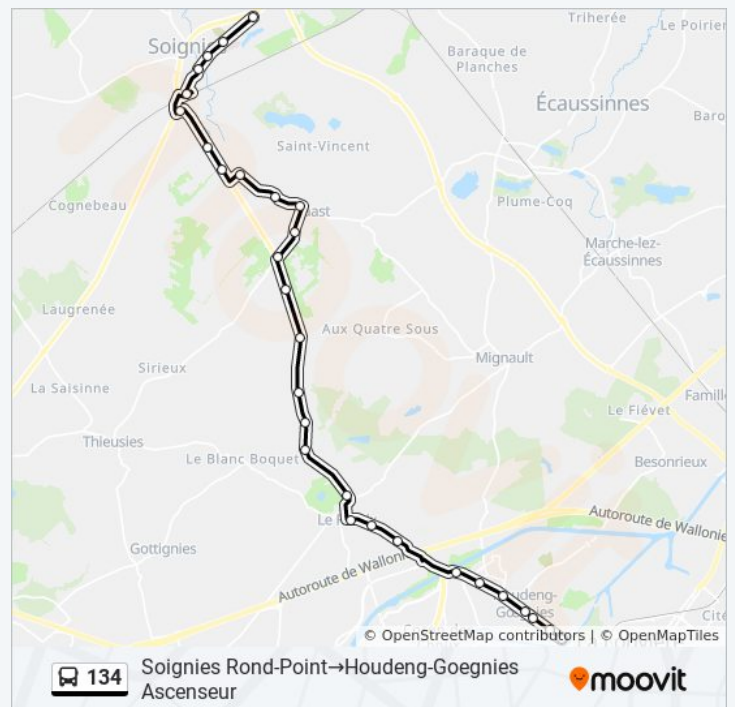 Triherée
Le Poirier
Soignies
Baraque de
Planches
Écaussinnes
Saint-Vincent
Cognebeau
Plume-Coq
Marche-lez-
Écaussinnes
Laugrenée
Aux Quatre Sous
Mignault
Sirieux
La Saisinne
Le Fiévet
Thieusies
Le Blanc Boquet
Besonrieux
Autoroute de Wallonie
Gottignies
Autoroute de Wallonie
© OpenStreetMap contributors | © OpenMapTiles
134
Soignies Rond-Point→Houdeng-Goegnies
Ascenseur
moovit